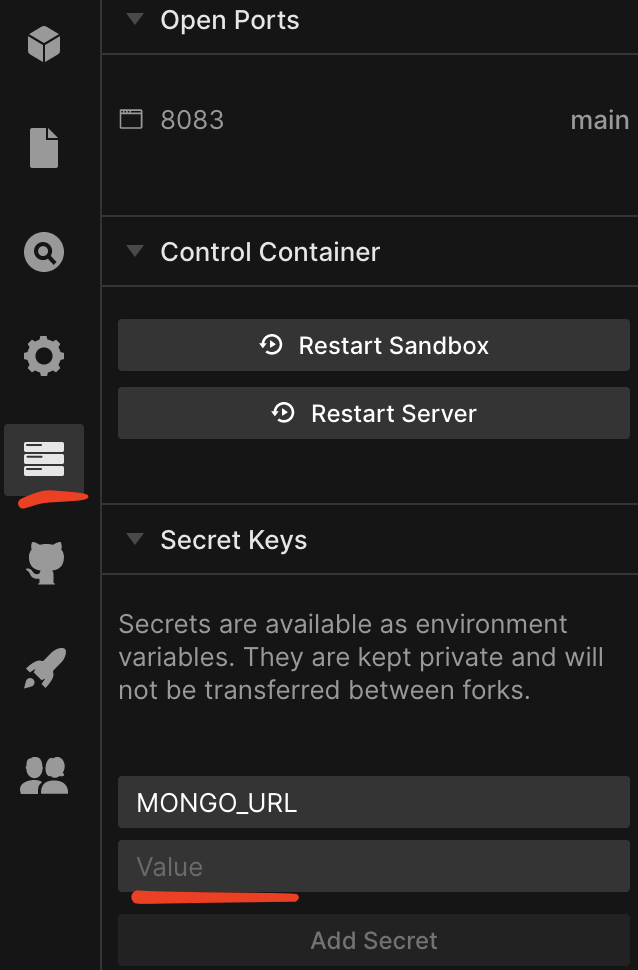 Open Ports
8083 main
Control Container
Restart Sandbox
Restart Server
Secret Keys
Secrets are available as environment
variables. They are kept private and will
not be transferred between forks.
MONGO_URL
Value
Add Secret